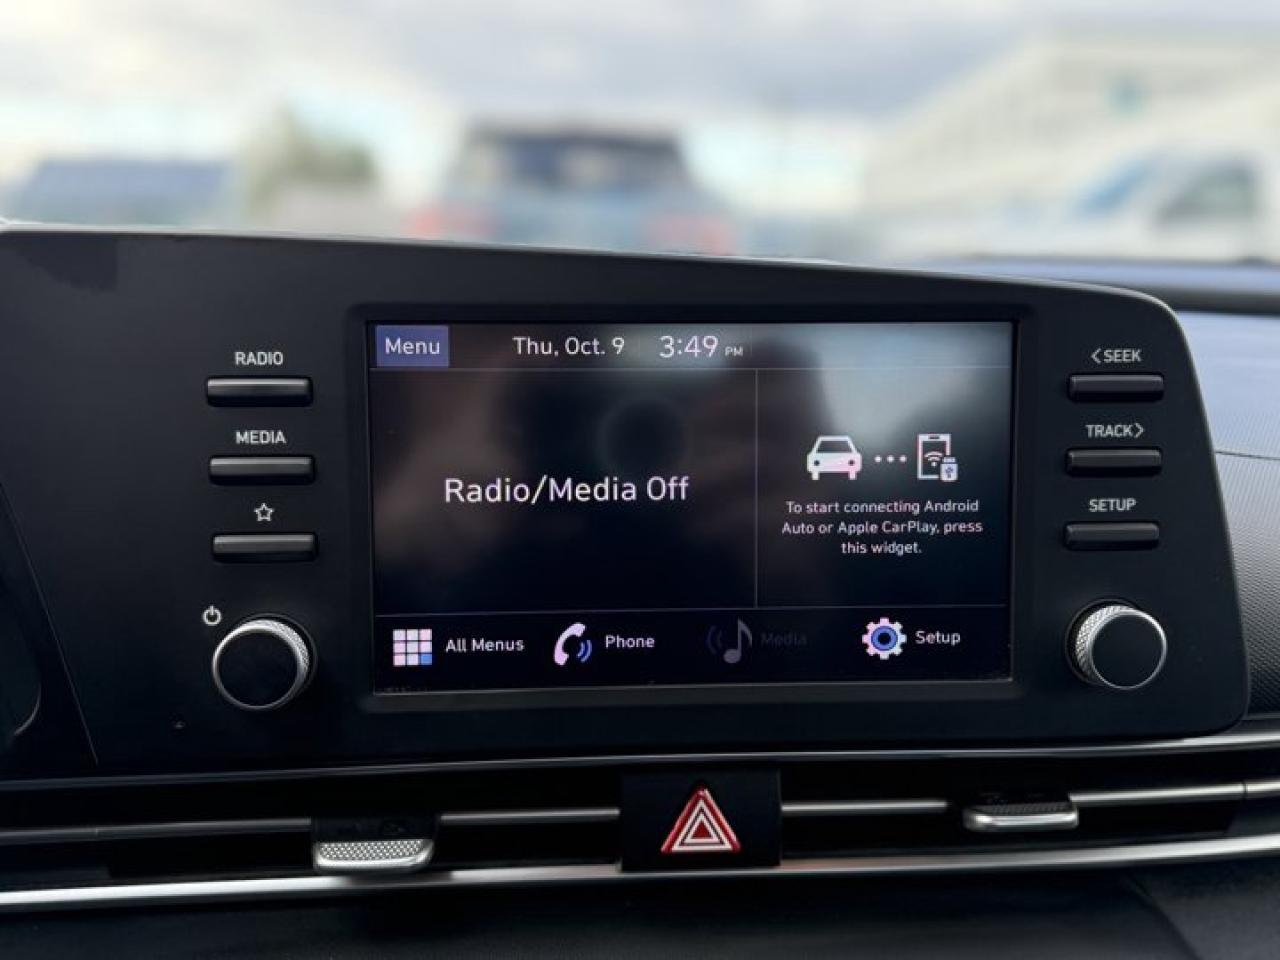 RADIO
MEDIA
Menu
Thu, Oct. 9
3:49 PM
Radio/Media Off
To start connecting Android
Auto or Apple CarPlay, press
this widget.
All Menus
Phone
Media
Setup
<SEEK
TRACK>
SETUP